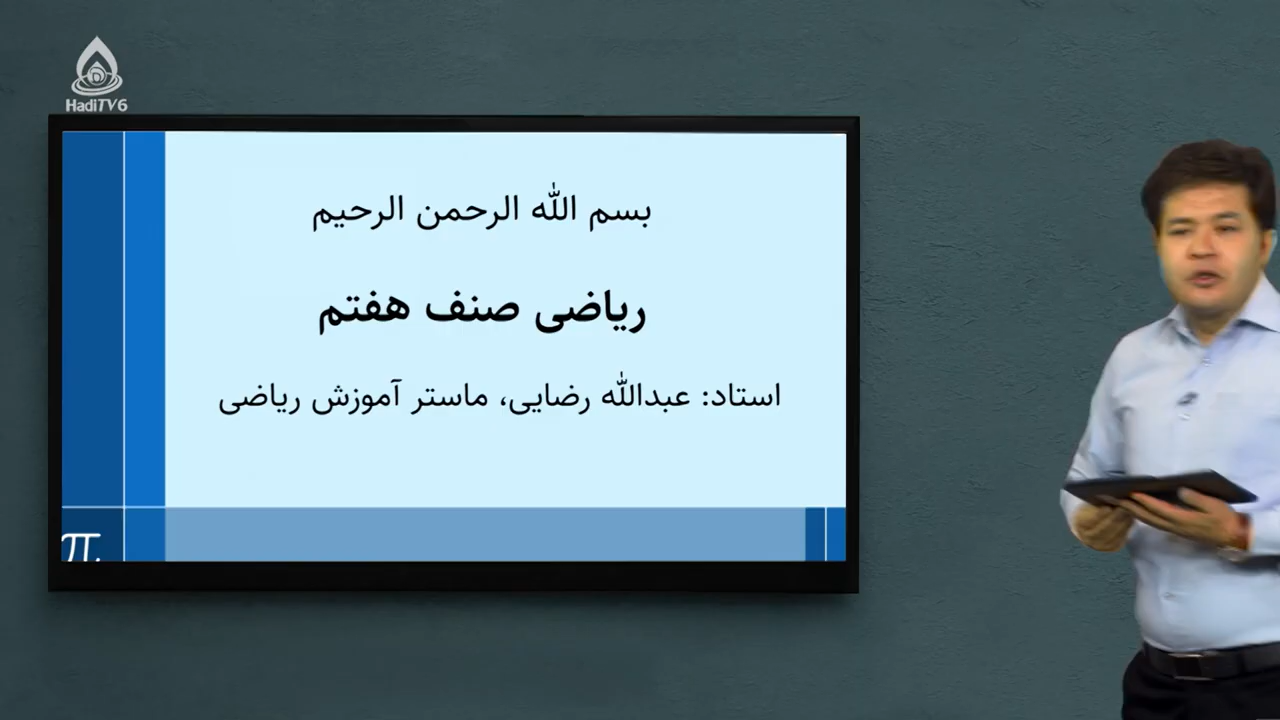 HadiTV6
بسم الله الرحمن الرحیم
ریاضی صنف هفتم
استاد: عبدالله رضایی، ماستر آموزش ریاضی
π